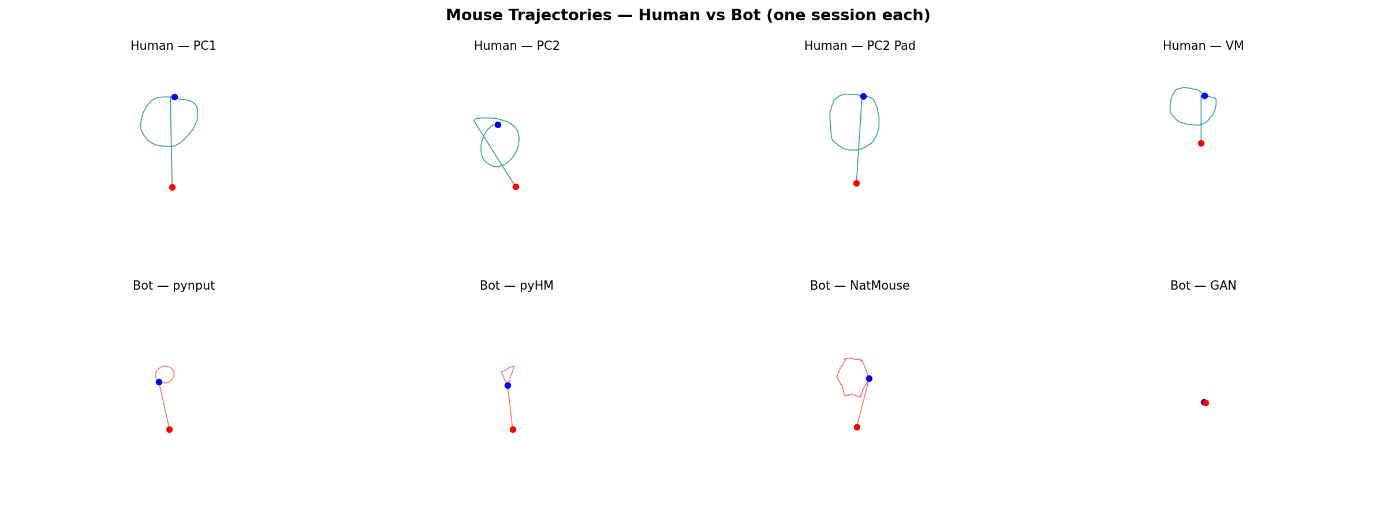 Mouse Trajectories — Human vs Bot (one session each)
Human — PC1
Human — PC2
Human — PC2 Pad
Human — VM
Bot — pynput
Bot — pyHM
Bot — NatMouse
Bot — GAN